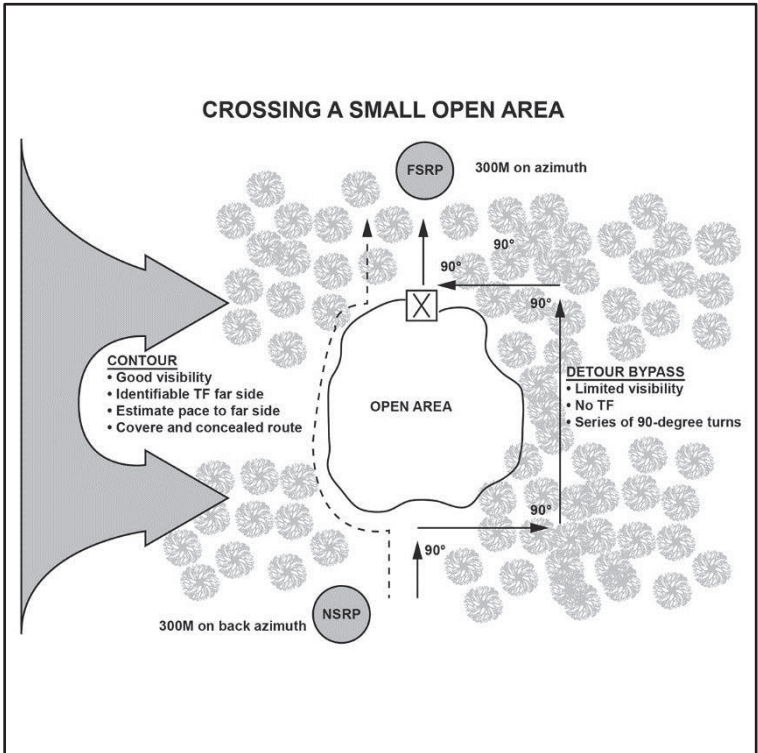 CROSSING A SMALL OPEN AREA
FSRP
300M on azimuth
90°
90°
90°
X
CONTOUR
• Good visibility
• Identifiable TF far side
• Estimate pace to far side
• Covere and concealed route
OPEN AREA
DETOUR BYPASS
• Limited visibility
• No TF
• Series of 90-degree turns
90°
90°
NSRP
300M on back azimuth